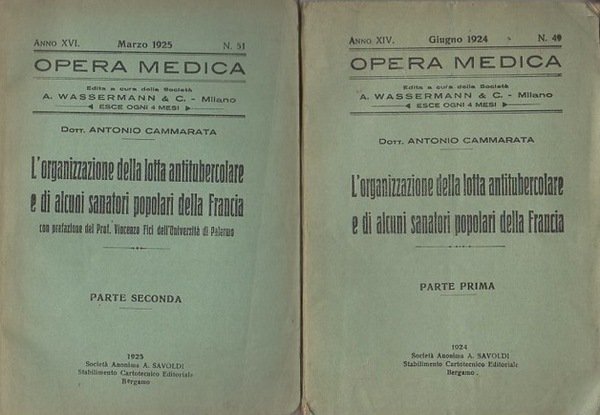 ANNO XVI. Marzo 1925 N. 51
OPERA MEDICA
Edita a cura della Società
A. WASSERMANN & C. - Milano
ESCE OGNI 4 MESI
DOTT. ANTONIO CAMMARATA
L'organizzazione della lotta antitubercolare
e di alcuni sanatori popolari della Francia
con prefazione del Prof. Vincenzo Fici dell'Università di Palermo
PARTE SECONDA
1925
Società Anonima A. SAVOLDI
Stabilimento Cartotecnico Editoriale
Bergamo
ANNO XIV. Giugno 1924 N. 49
OPERA MEDICA
Edita a cura della Società
A. WASSERMANN & C. - Milano
ESCE OGNI 4 MESI
DOTT. ANTONIO CAMMARATA
L'organizzazione della lotta antitubercolare
e di alcuni sanatori popolari della Francia
PARTE PRIMA
1924
Società Anonima A. SAVOLDI
Stabilimento Cartotecnico Editoriale
Bergamo